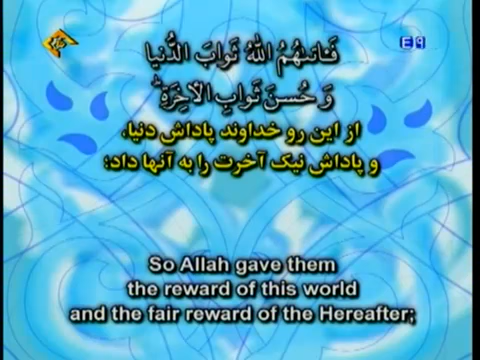 E9
فَـَٔاتَىٰهُمُ ٱللَّهُ ثَوَابَ ٱلدُّنْيَا
وَ حُسْنَ ثَوَابِ ٱلْءَاخِرَةِ ۗ
از این رو خداوند پاداش دنیا،
و پاداش نیک آخرت را به آنها داد؛
So Allah gave them
the reward of this world
and the fair reward of the Hereafter;